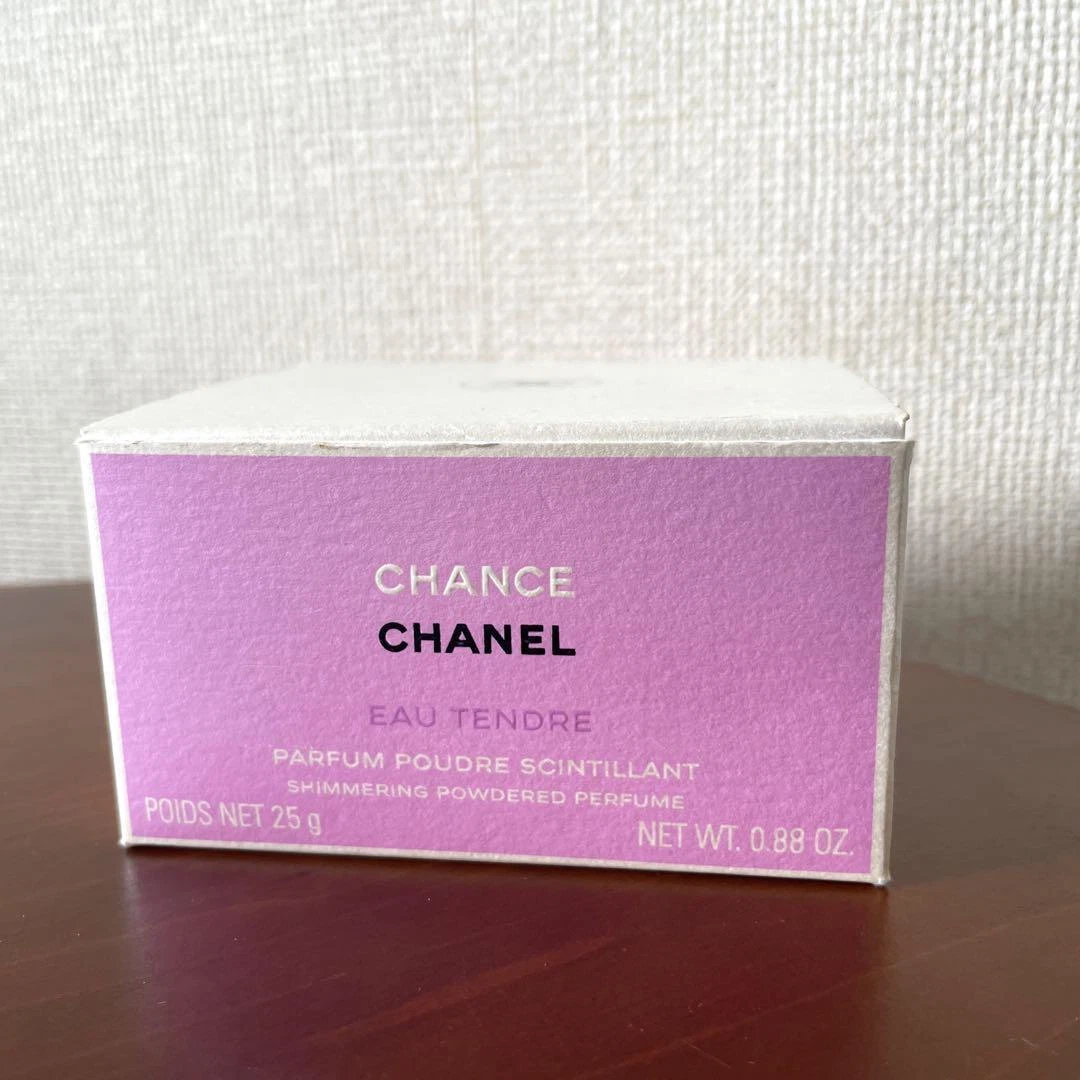 CHANCE
CHANEL
EAU TENDRE
PARFUM POUDRE SCINTILLANT
SHIMMERING POWDERED PERFUME
POIDS NET 25 g
NET WT. 0.88 OZ.